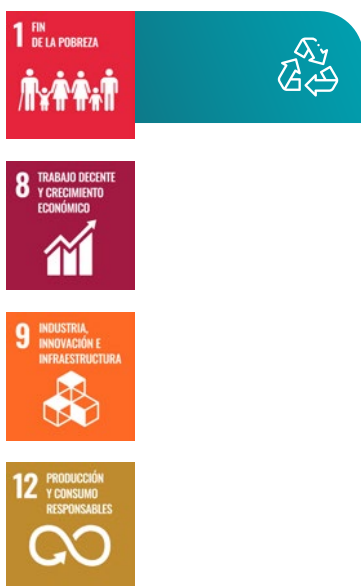 1 FIN
DE LA POBREZA
8 TRABAJO DECENTE
Y CRECIMIENTO
ECONÓMICO
9 INDUSTRIA,
INNOVACIÓN E
INFRAESTRUCTURA
12 PRODUCCIÓN
Y CONSUMO
RESPONSABLES